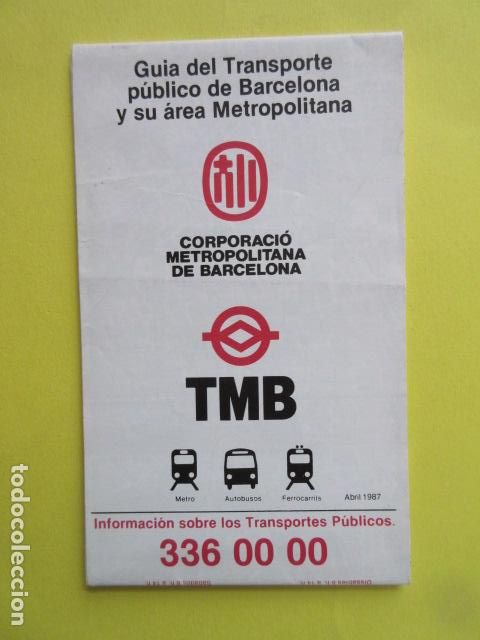 Guia del Transporte
público de Barcelona
y su área Metropolitana
CORPORACIÓ
METROPOLITANA
DE BARCELONA
TMB
Metro Autobusos Ferrocarrils Abril 1987
Información sobre los Transportes Públicos.
336 00 00
todocoleccion